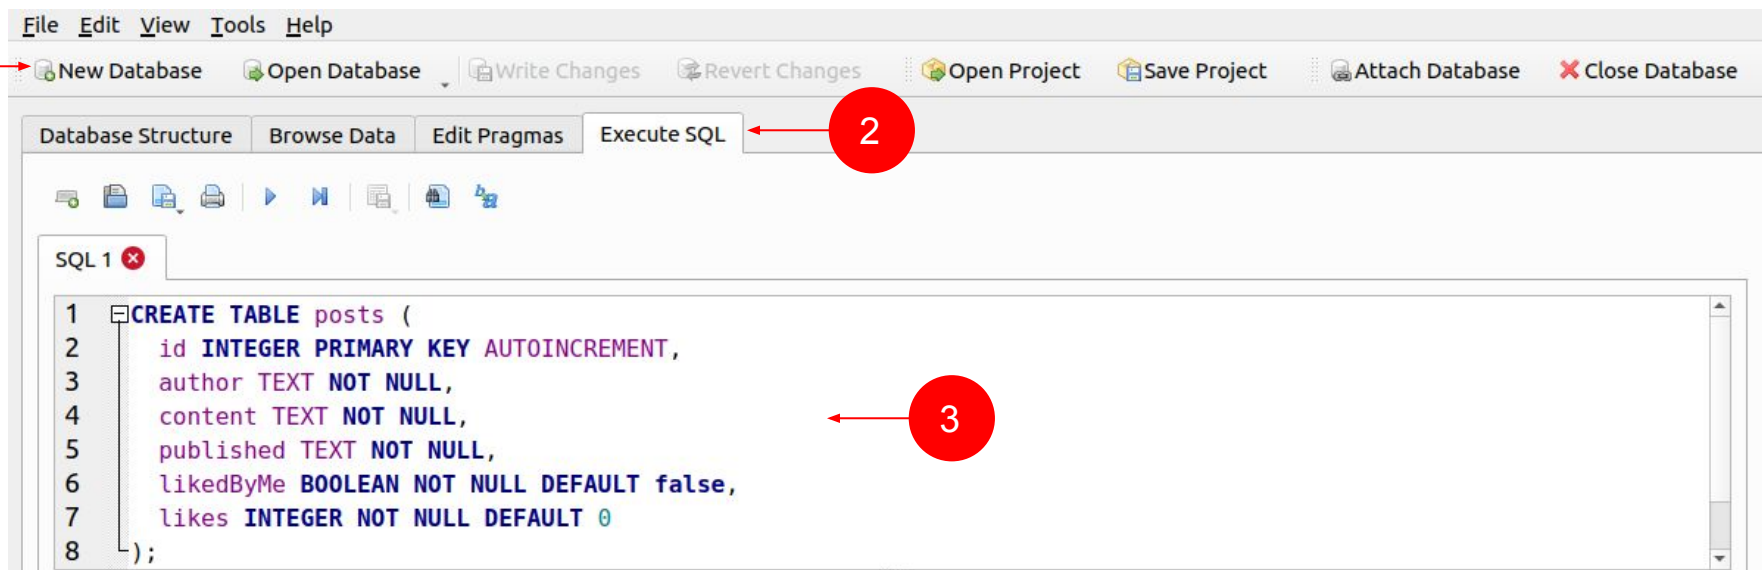 File Edit View Tools Help
New Database Open Database Write Changes Revert Changes Open Project Save Project Attach Database Close Database
Database Structure Browse Data Edit Pragmas Execute SQL 2
SQL 1
1 CREATE TABLE posts (
2 id INTEGER PRIMARY KEY AUTOINCREMENT,
3 author TEXT NOT NULL,
4 content TEXT NOT NULL, 3
5 published TEXT NOT NULL,
6 likedByMe BOOLEAN NOT NULL DEFAULT false,
7 likes INTEGER NOT NULL DEFAULT 0
8 );